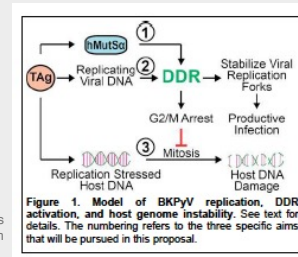 1
hMutSα
TAg
Replicating
Viral DNA
2
DDR
Stabilize Viral
Replication
Forks
G2/M Arrest
Productive
Infection
3
Mitosis
Replication Stressed
Host DNA
Host DNA
Damage
Figure 1. Model of BKPyV replication, DDR
activation, and host genome instability. See text for
details. The numbering refers to the three specific aims
that will be pursued in this proposal.